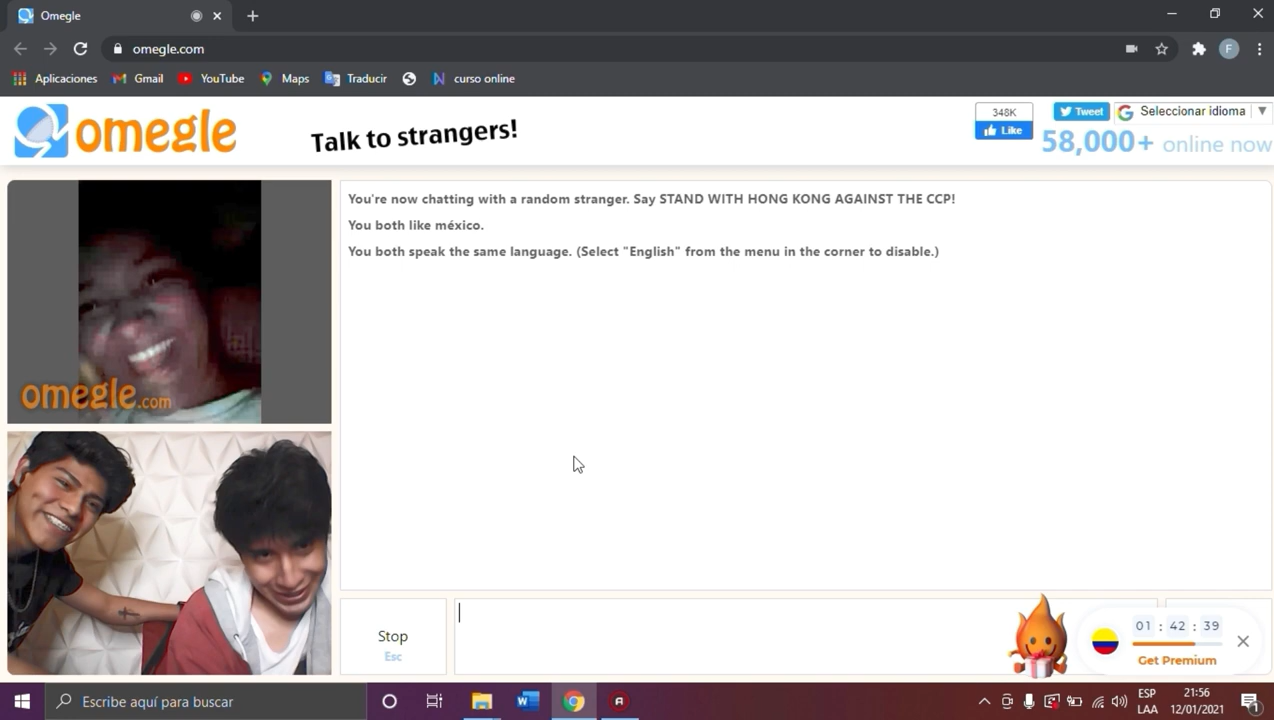 Omegle
omegle.com
F
Aplicaciones
Gmail
YouTube
Maps
Traducir
curso online
omegle
Talk to strangers!
348K
Like
Tweet
Seleccionar idioma
58,000+ online now
You're now chatting with a random stranger. Say STAND WITH HONG KONG AGAINST THE CCP!
You both like méxico.
You both speak the same language. (Select "English" from the menu in the corner to disable.)
omegle.com
Stop
Esc
01 : 42 : 39
Get Premium
Escribe aquí para buscar
ESP
LAA
21:56
12/01/2021
1